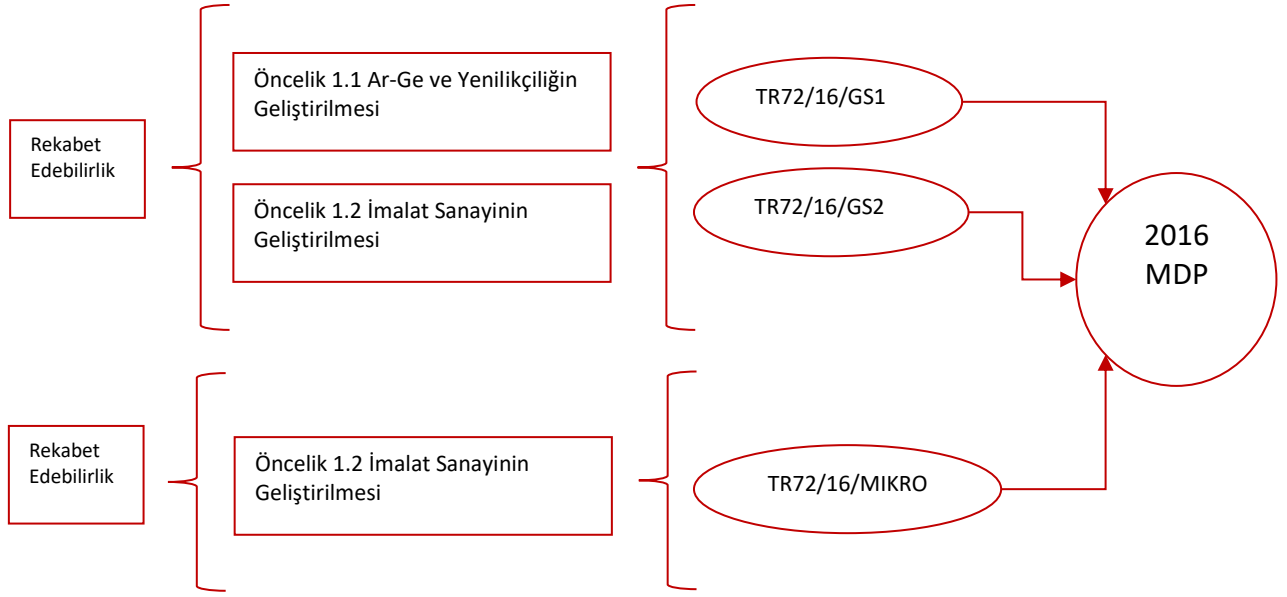 Rekabet
Edebilirlik
Öncelik 1.1 Ar-Ge ve Yenilikçiliğin
Geliştirilmesi
Öncelik 1.2 İmalat Sanayinin
Geliştirilmesi
TR72/16/GS1
TR72/16/GS2
2016
MDP
Rekabet
Edebilirlik
Öncelik 1.2 İmalat Sanayinin
Geliştirilmesi
TR72/16/MIKRO